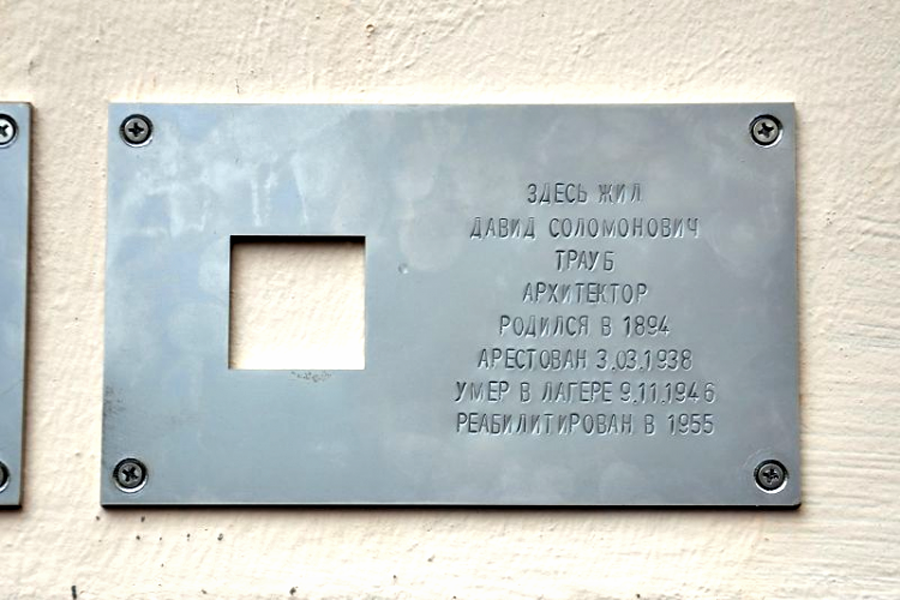 ЗДЕСЬ ЖИЛ
ДАВИД СОЛОМОНОВИЧ
ТРАУБ
АРХИТЕКТОР
РОДИЛСЯ В 1894
АРЕСТОВАН 3.03.1938
УМЕР В ЛАГЕРЕ 9.11.1946
РЕАБИЛИТИРОВАН В 1955